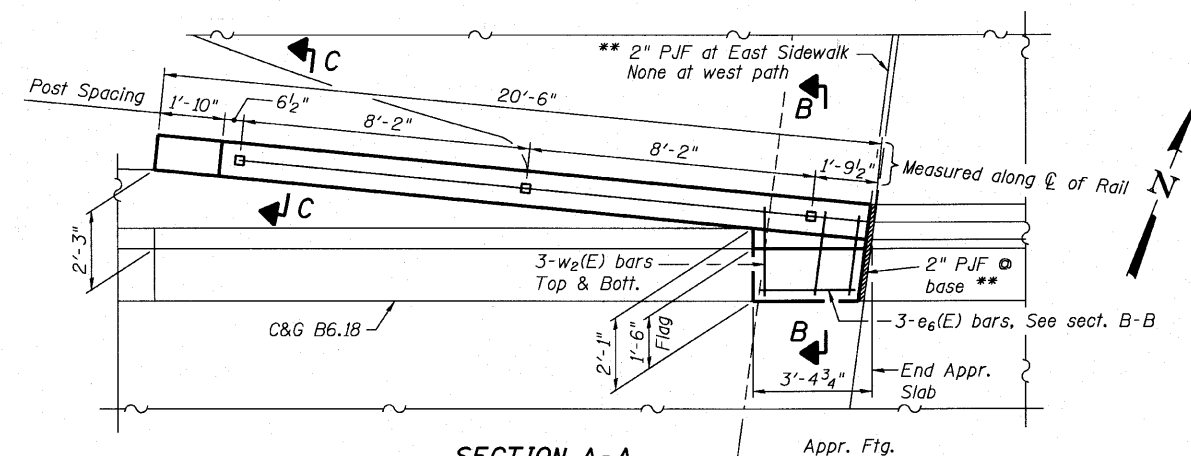 ** 2" PJF at East Sidewalk
None at west path
C
B
Post Spacing
20'-6"
1'-10"
6½"
8'-2"
8'-2"
1'-9½"
Measured along ℄ of Rail
N
C
2'-3"
3-w₂(E) bars
Top & Bott.
2" PJF @
base **
C&G B6.18
3-e₆(E) bars, See sect. B-B
2'-1"
1'-6"
Flag
B
3'-4¾"
End Appr.
Slab
SECTION A-A
Appr. Ftg.